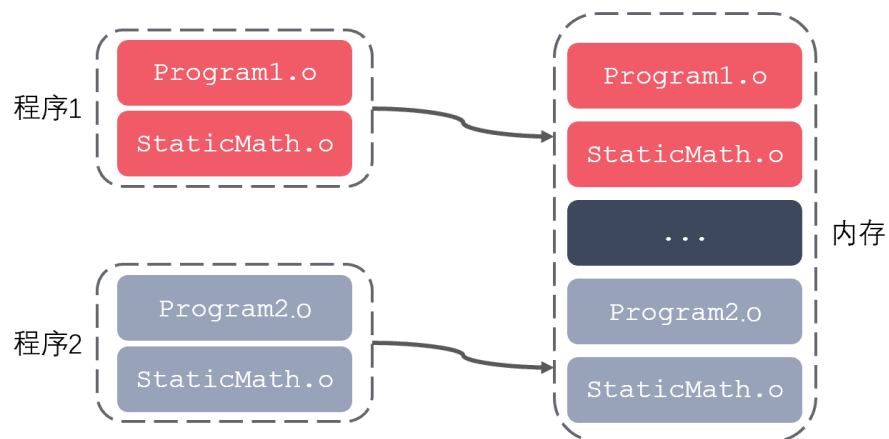 程序1
Program1.o
StaticMath.o
程序2
Program2.o
StaticMath.o
Program1.o
StaticMath.o
...
Program2.o
StaticMath.o
内存